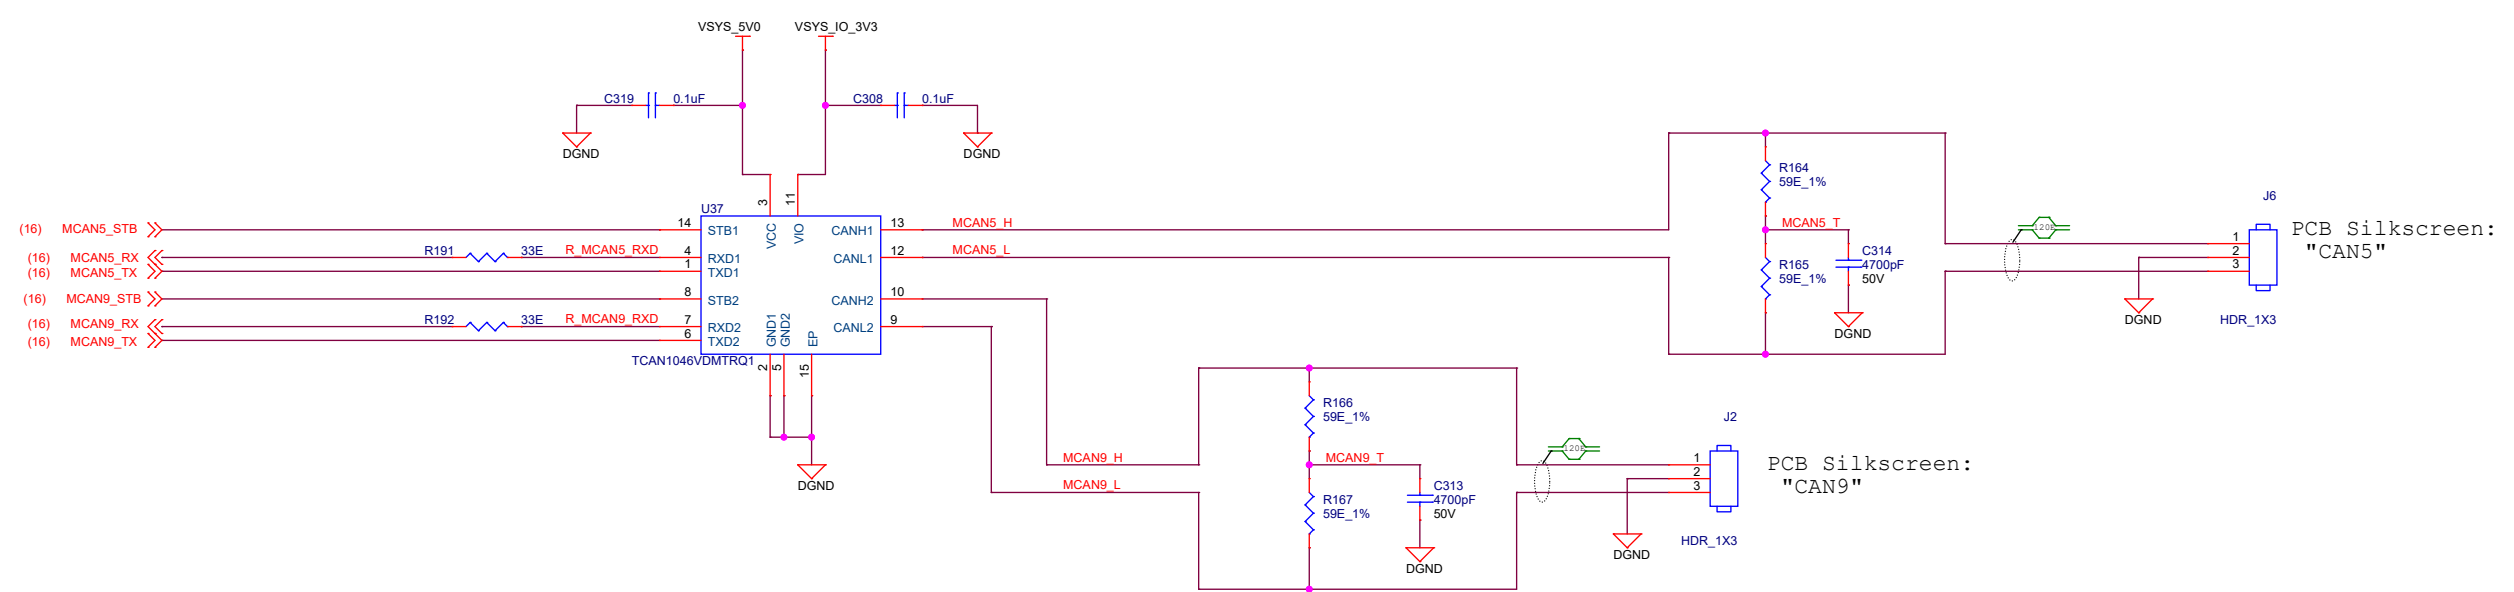 VSYS_5V0
VSYS_IO_3V3
C319
0.1uF
C308
0.1uF
DGND
DGND
3
11
U37
(16)
MCAN5_STB
14
STB1
VCC
VIO
CANH1
13
MCAN5_H
(16)
MCAN5_RX
R191
33E
R_MCAN5_RXD
4
RXD1
CANL1
12
MCAN5_L
(16)
MCAN5_TX
1
TXD1
(16)
MCAN9_STB
8
STB2
CANH2
10
(16)
MCAN9_RX
R192
33E
R_MCAN9_RXD
7
RXD2
GND1
GND2
EP
CANL2
9
(16)
MCAN9_TX
6
TXD2
TCAN1046VDMTRQ1
2
5
15
DGND
R164
59E_1%
MCAN5_T
R165
59E_1%
C314
4700pF
50V
DGND
120E
J6
1
2
3
PCB Silkscreen:
"CAN5"
DGND
HDR_1X3
MCAN9_H
MCAN9_L
R166
59E_1%
MCAN9_T
R167
59E_1%
C313
4700pF
50V
DGND
120E
J2
1
2
3
PCB Silkscreen:
"CAN9"
DGND
HDR_1X3